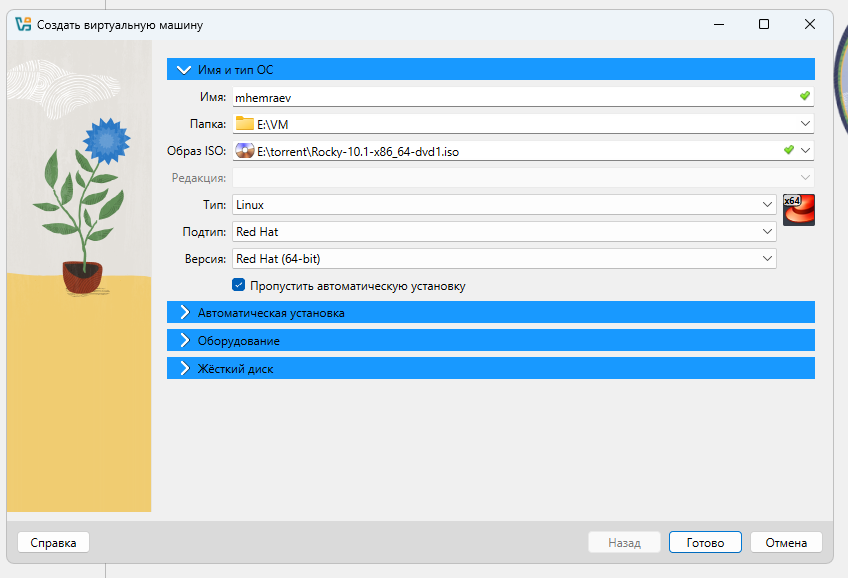 Создать виртуальную машину
Имя и тип ОС
Имя: mhemraev
Папка: E:\VM
Образ ISO: E:\torrent\Rocky-10.1-x86_64-dvd1.iso
Редакция:
Тип: Linux
x64
Подтип: Red Hat
Версия: Red Hat (64-bit)
Пропустить автоматическую установку
Автоматическая установка
Оборудование
Жёсткий диск
Справка Назад Готово Отмена